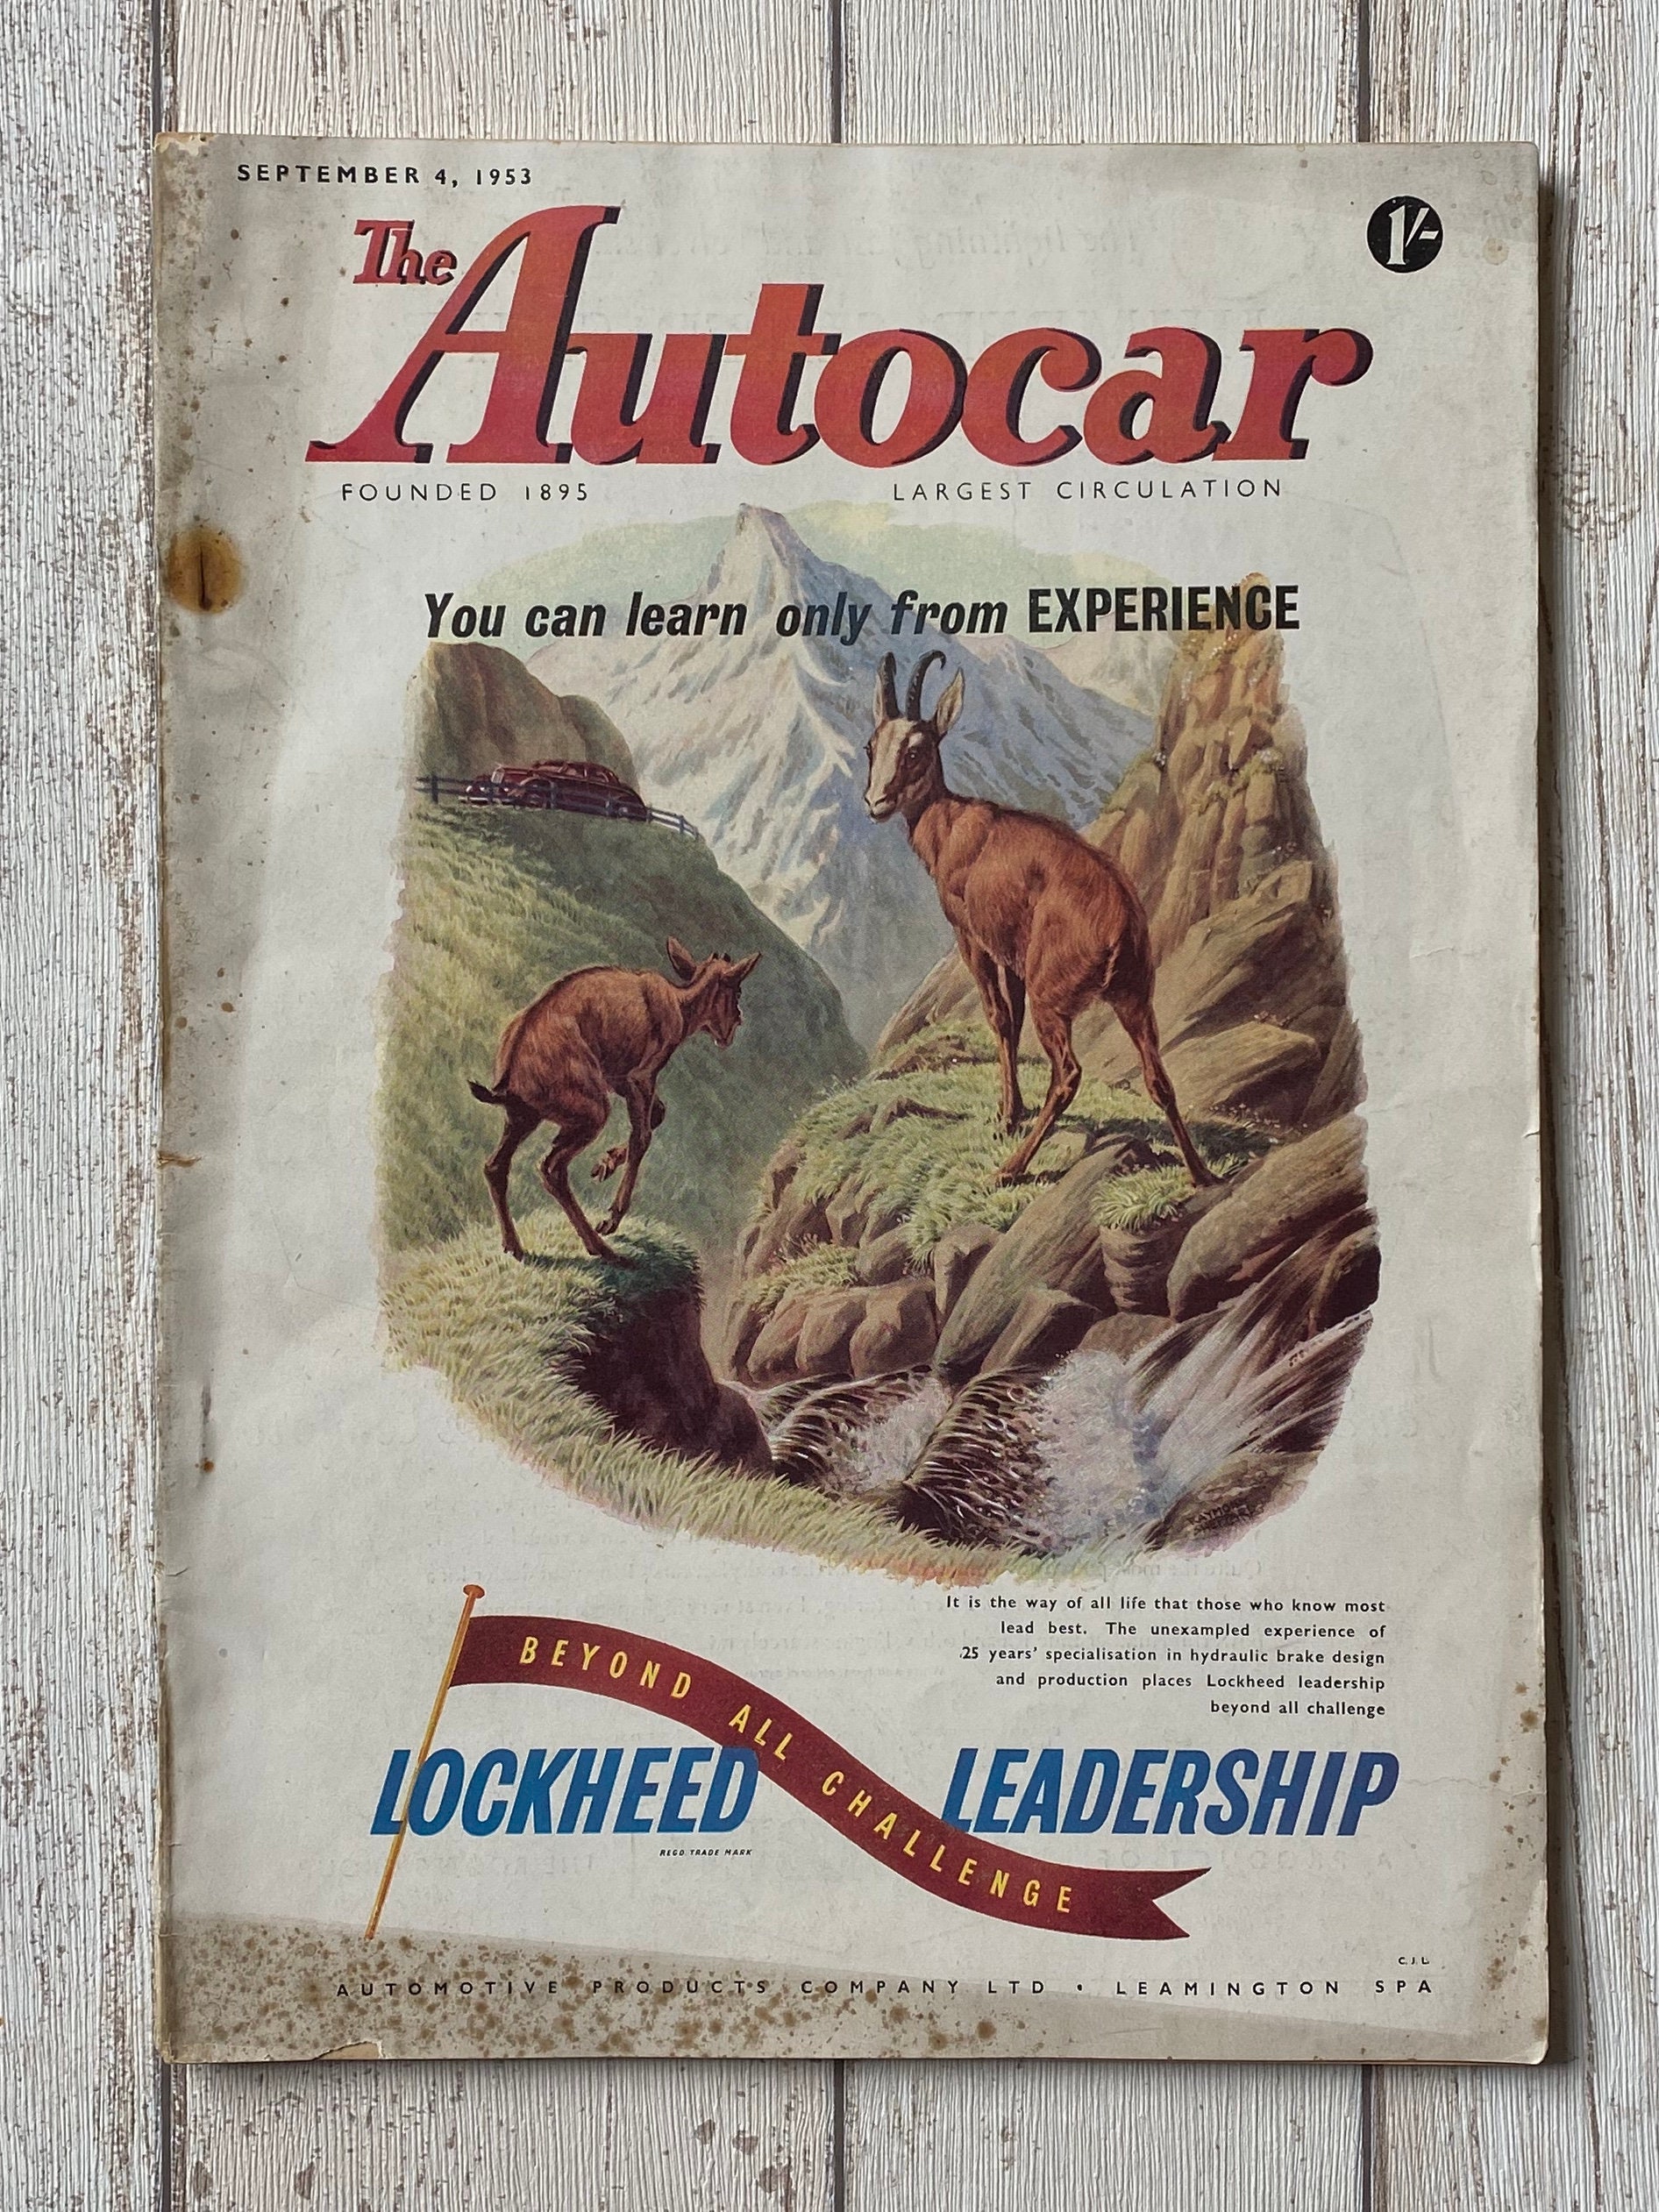 SEPTEMBER 4, 1953
1/-
The Autocar
FOUNDED 1895 LARGEST CIRCULATION
You can learn only from EXPERIENCE
It is the way of all life that those who know most
lead best. The unexampled experience of
25 years' specialisation in hydraulic brake design
and production places Lockheed leadership
beyond all challenge
BEYOND ALL CHALLENGE
LOCKHEED LEADERSHIP
REGD. TRADE MARK
C.J.L.
AUTOMOTIVE PRODUCTS COMPANY LTD • LEAMINGTON SPA